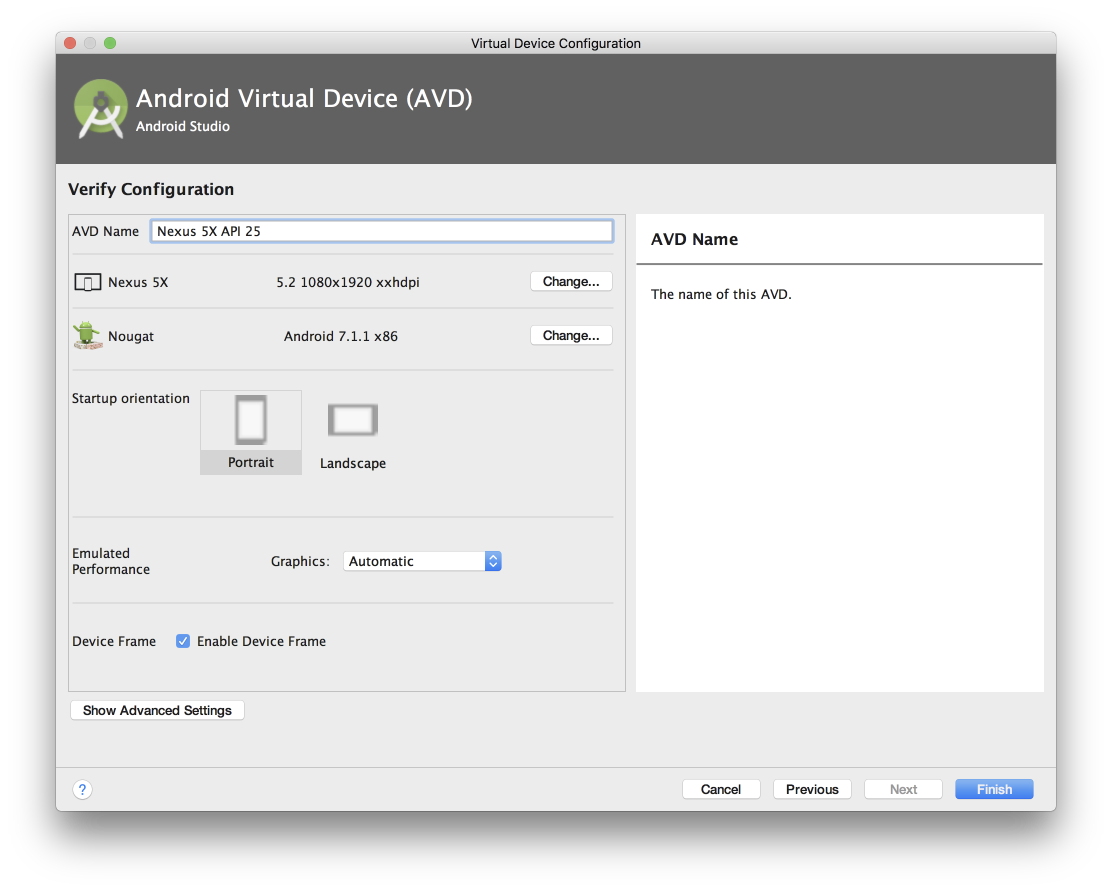 Virtual Device Configuration
Android Virtual Device (AVD)
Android Studio
Verify Configuration
AVD Name Nexus 5X API 25
Nexus 5X 5.2 1080x1920 xxhdpi Change...
Nougat Android 7.1.1 x86 Change...
Startup orientation
Portrait Landscape
Emulated
Performance
Graphics: Automatic
Device Frame Enable Device Frame
Show Advanced Settings
AVD Name
The name of this AVD.
? Cancel Previous Next Finish